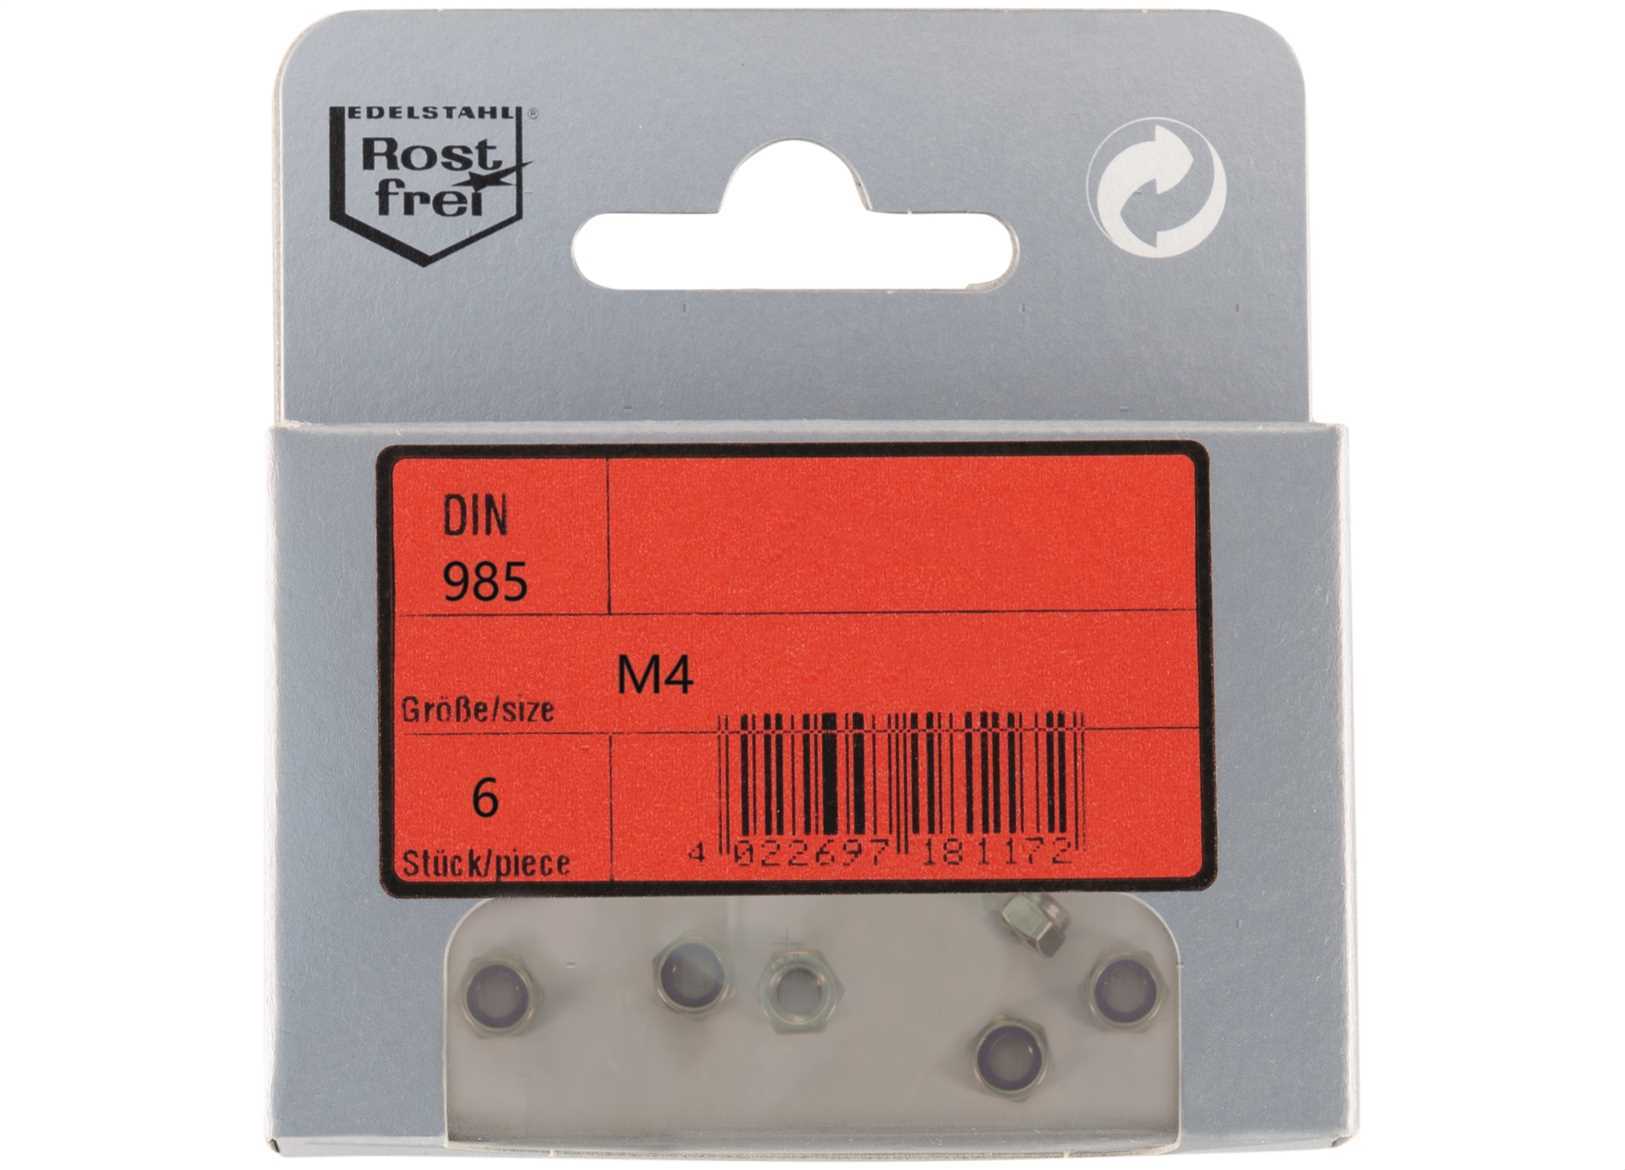 EDELSTAHL®
Rost
frei
DIN
985
M4
Größe/size
6
Stück/piece
4 022697 181172